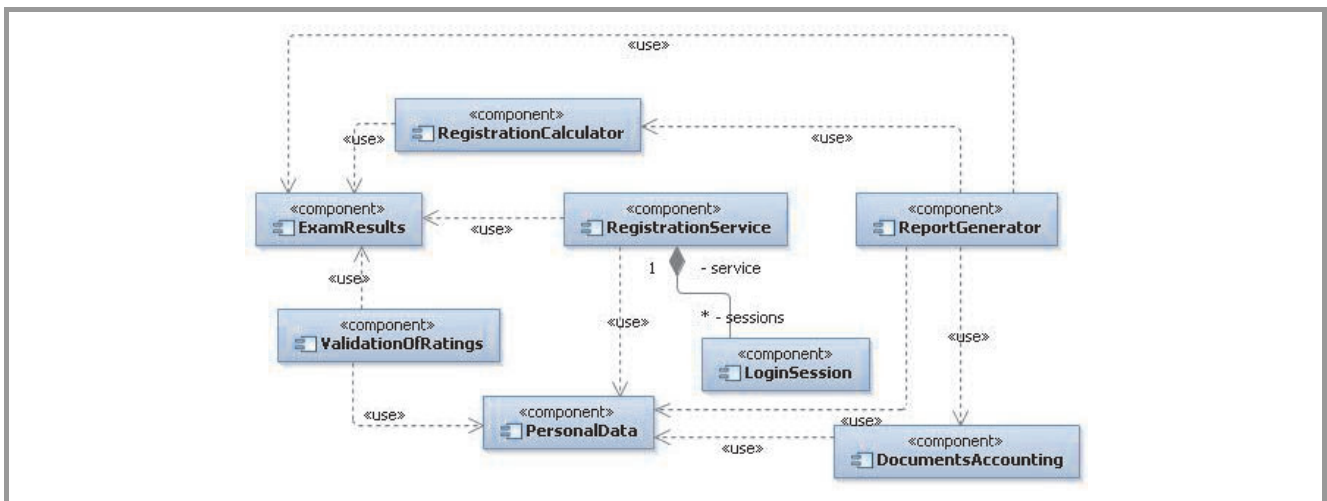 «use»
«component»
RegistrationCalculator
«use»
«use»
«component»
ExamResults
«use»
«component»
RegistrationService
«component»
ReportGenerator
1
- service
«use»
* - sessions
«use»
«component»
ValidationOfRatings
«use»
«component»
LoginSession
«use»
«component»
PersonalData
«use»
«use»
«component»
DocumentsAccounting